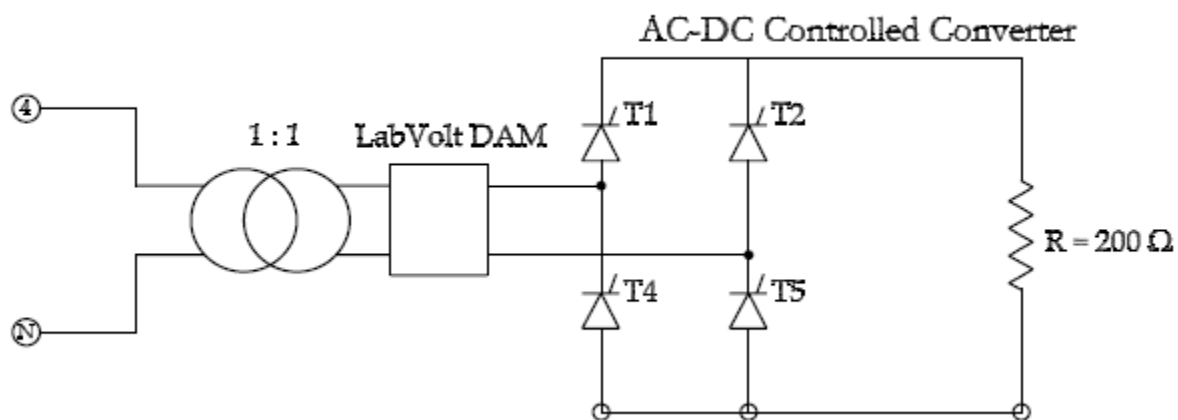 AC-DC Controlled Converter
4
1 : 1
LabVolt DAM
T1
T2
R = 200 Ω
T4
T5
N